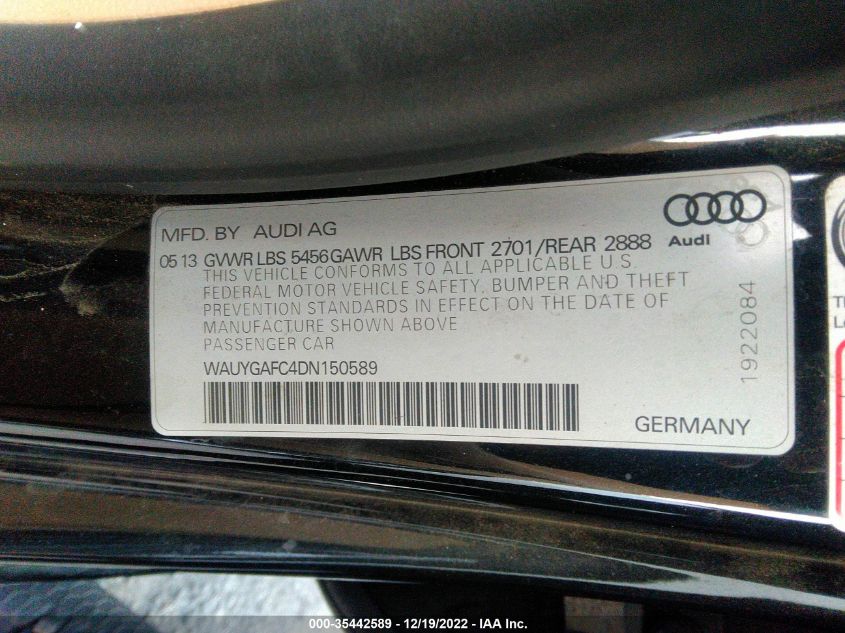 MFD. BY AUDI AG
Audi
05 13 GVWR LBS 5456 GAWR LBS FRONT 2701/REAR 2888
THIS VEHICLE CONFORMS TO ALL APPLICABLE U.S.
FEDERAL MOTOR VEHICLE SAFETY, BUMPER AND THEFT
PREVENTION STANDARDS IN EFFECT ON THE DATE OF
MANUFACTURE SHOWN ABOVE
PASSENGER CAR
WAUYGAFC4DN150589
GERMANY
1922084
000-35442589 - 12/19/2022 - IAA Inc.